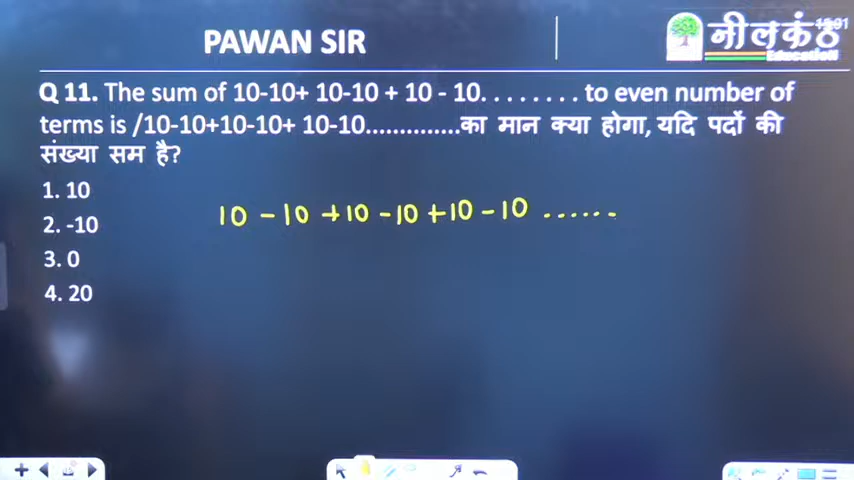 PAWAN SIR
नीलकंठ
Education
Q 11. The sum of 10-10+ 10-10 + 10 - 10........ to even number of
terms is /10-10+10-10+ 10-10..............का मान क्या होगा, यदि पदों की
संख्या सम है?
1. 10
2. -10
3. 0
4. 20
10 - 10 + 10 - 10 + 10 - 10 ......